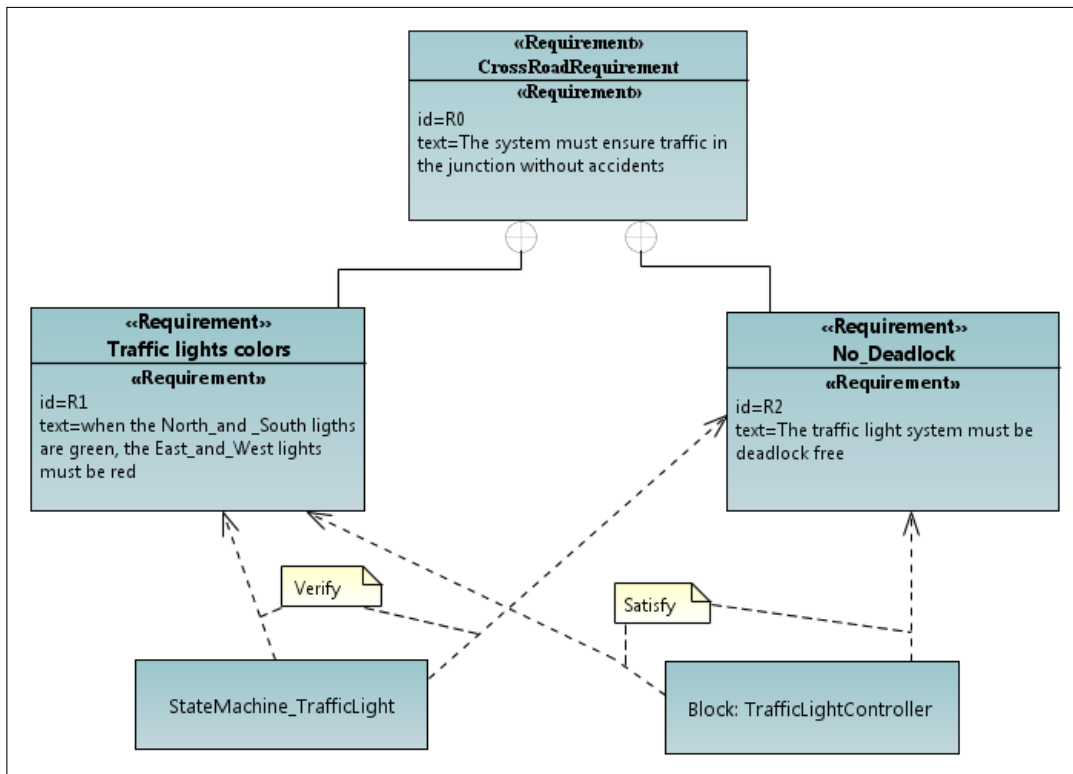 «Requirement»
CrossRoadRequirement
«Requirement»
id=R0
text=The system must ensure traffic in
the junction without accidents
«Requirement»
Traffic lights colors
«Requirement»
id=R1
text=when the North_and _South ligths
are green, the East_and_West lights
must be red
«Requirement»
No_Deadlock
«Requirement»
id=R2
text=The traffic light system must be
deadlock free
Verify
Satisfy
StateMachine_TrafficLight
Block: TrafficLightController